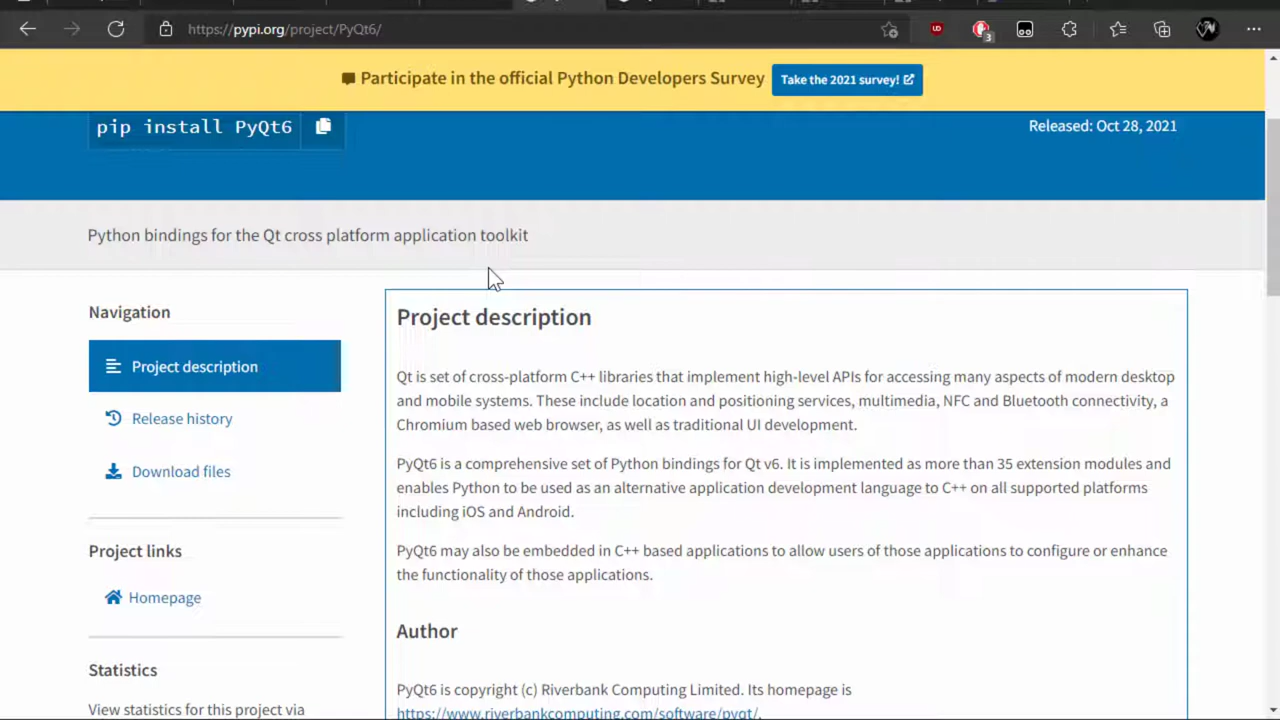 https://pypi.org/project/PyQt6/
3
Participate in the official Python Developers Survey
Take the 2021 survey!
pip install PyQt6
Released: Oct 28, 2021
Python bindings for the Qt cross platform application toolkit
Navigation
Project description
Release history
Download files
Project links
Homepage
Statistics
View statistics for this project via
Project description
Qt is set of cross-platform C++ libraries that implement high-level APIs for accessing many aspects of modern desktop
and mobile systems. These include location and positioning services, multimedia, NFC and Bluetooth connectivity, a
Chromium based web browser, as well as traditional UI development.
PyQt6 is a comprehensive set of Python bindings for Qt v6. It is implemented as more than 35 extension modules and
enables Python to be used as an alternative application development language to C++ on all supported platforms
including iOS and Android.
PyQt6 may also be embedded in C++ based applications to allow users of those applications to configure or enhance
the functionality of those applications.
Author
PyQt6 is copyright (c) Riverbank Computing Limited. Its homepage is
https://www.riverbankcomputing.com/software/pyqt/.